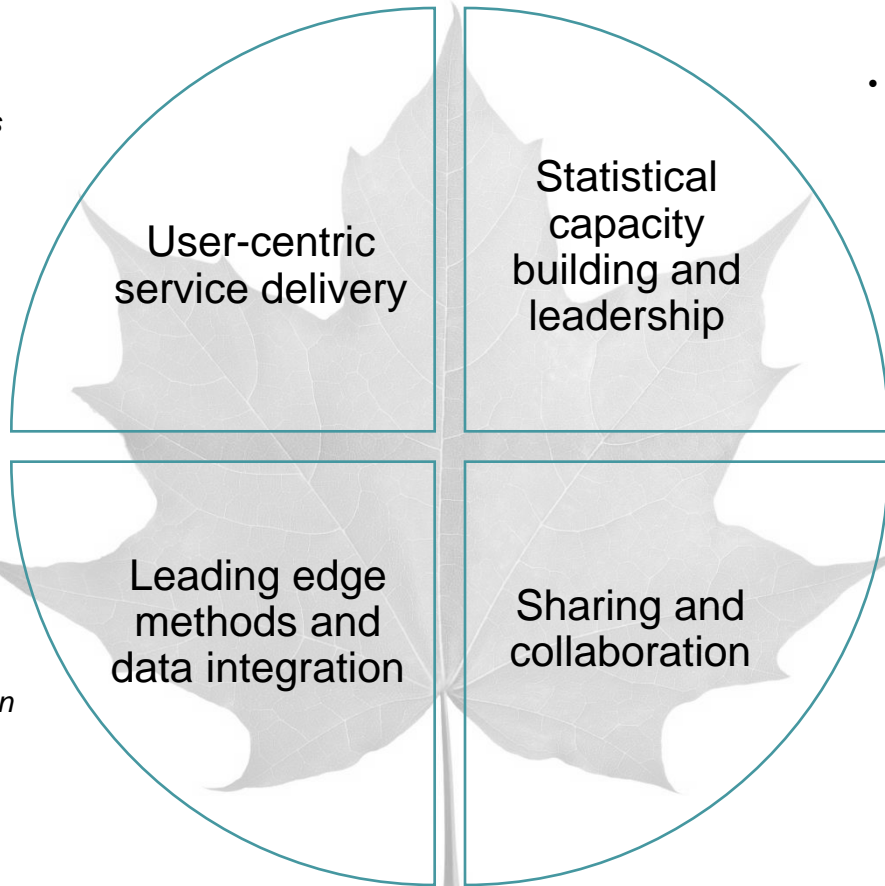 User-centric
service delivery
Statistical
capacity
building and
leadership
Leading edge
methods and
data integration
Sharing and
collaboration